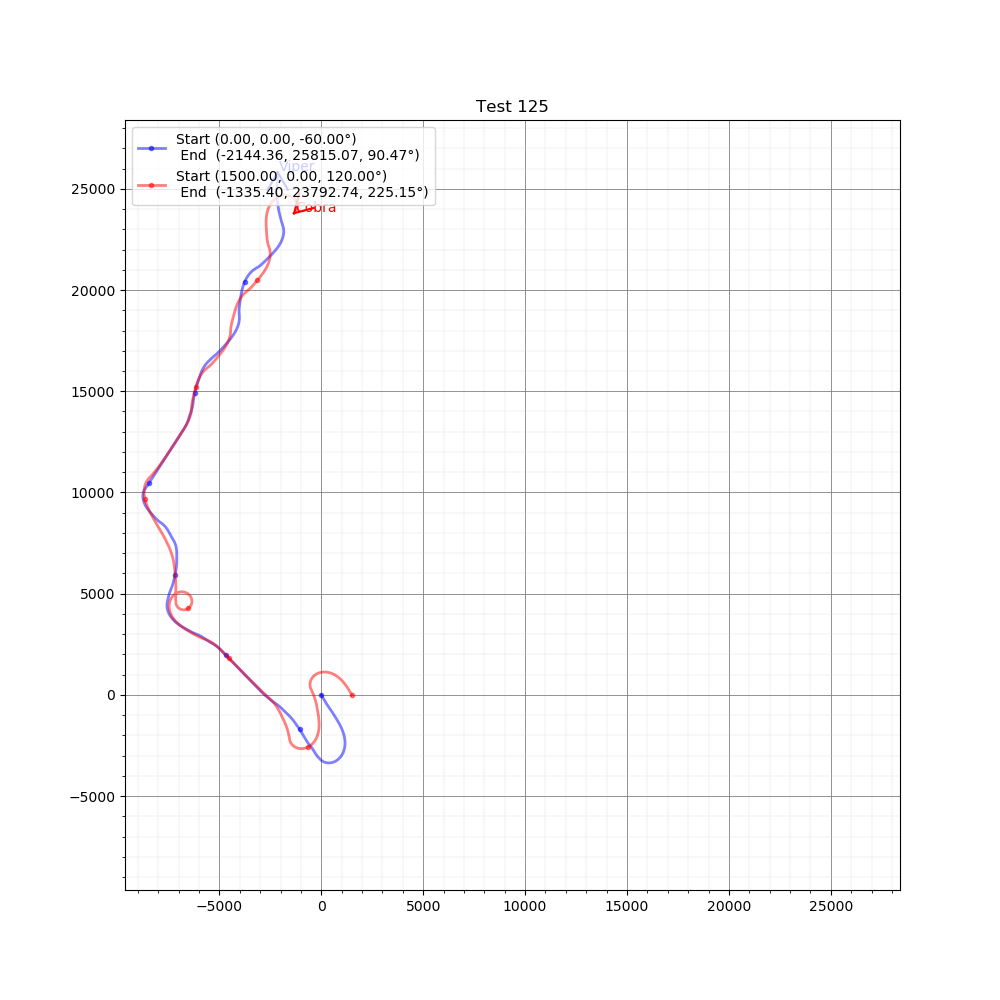 Test 125
Start (0.00, 0.00, -60.00°)
End (-2144.36, 25815.07, 90.47°)
Start (1500.00, 0.00, 120.00°)
End (-1335.40, 23792.74, 225.15°)
Viper
Cobra
25000
20000
15000
10000
5000
0
−5000
−5000
0
5000
10000
15000
20000
25000